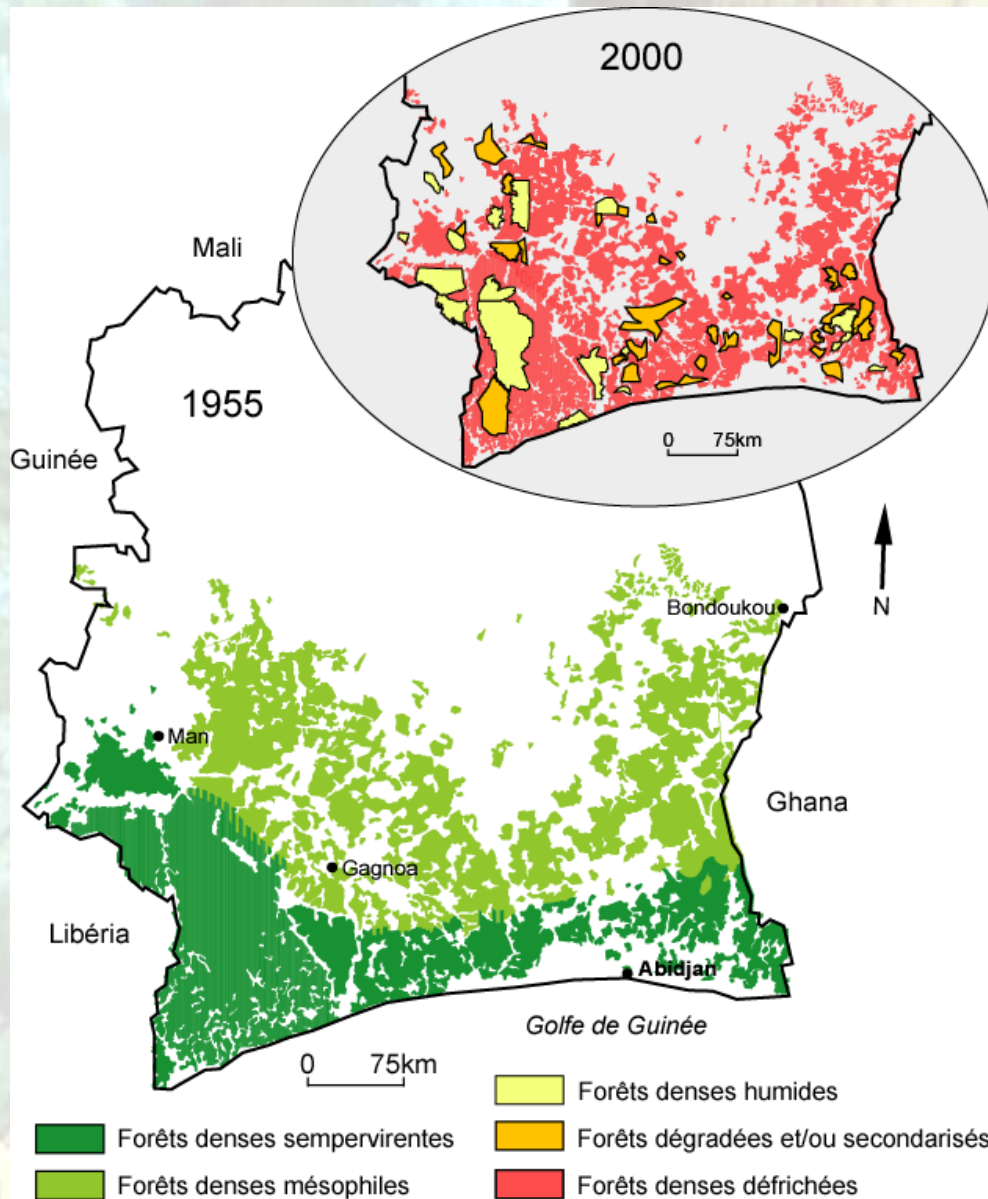 2000
Mali
0 75km
1955
Guinée
N
Bondoukou
Man
Ghana
Gagnoa
Libéria
Abidjan
Golfe de Guinée
0 75km
Forêts denses humides
Forêts denses sempervirentes
Forêts dégradées et/ou secondarisés
Forêts denses mésophiles
Forêts denses défrichées